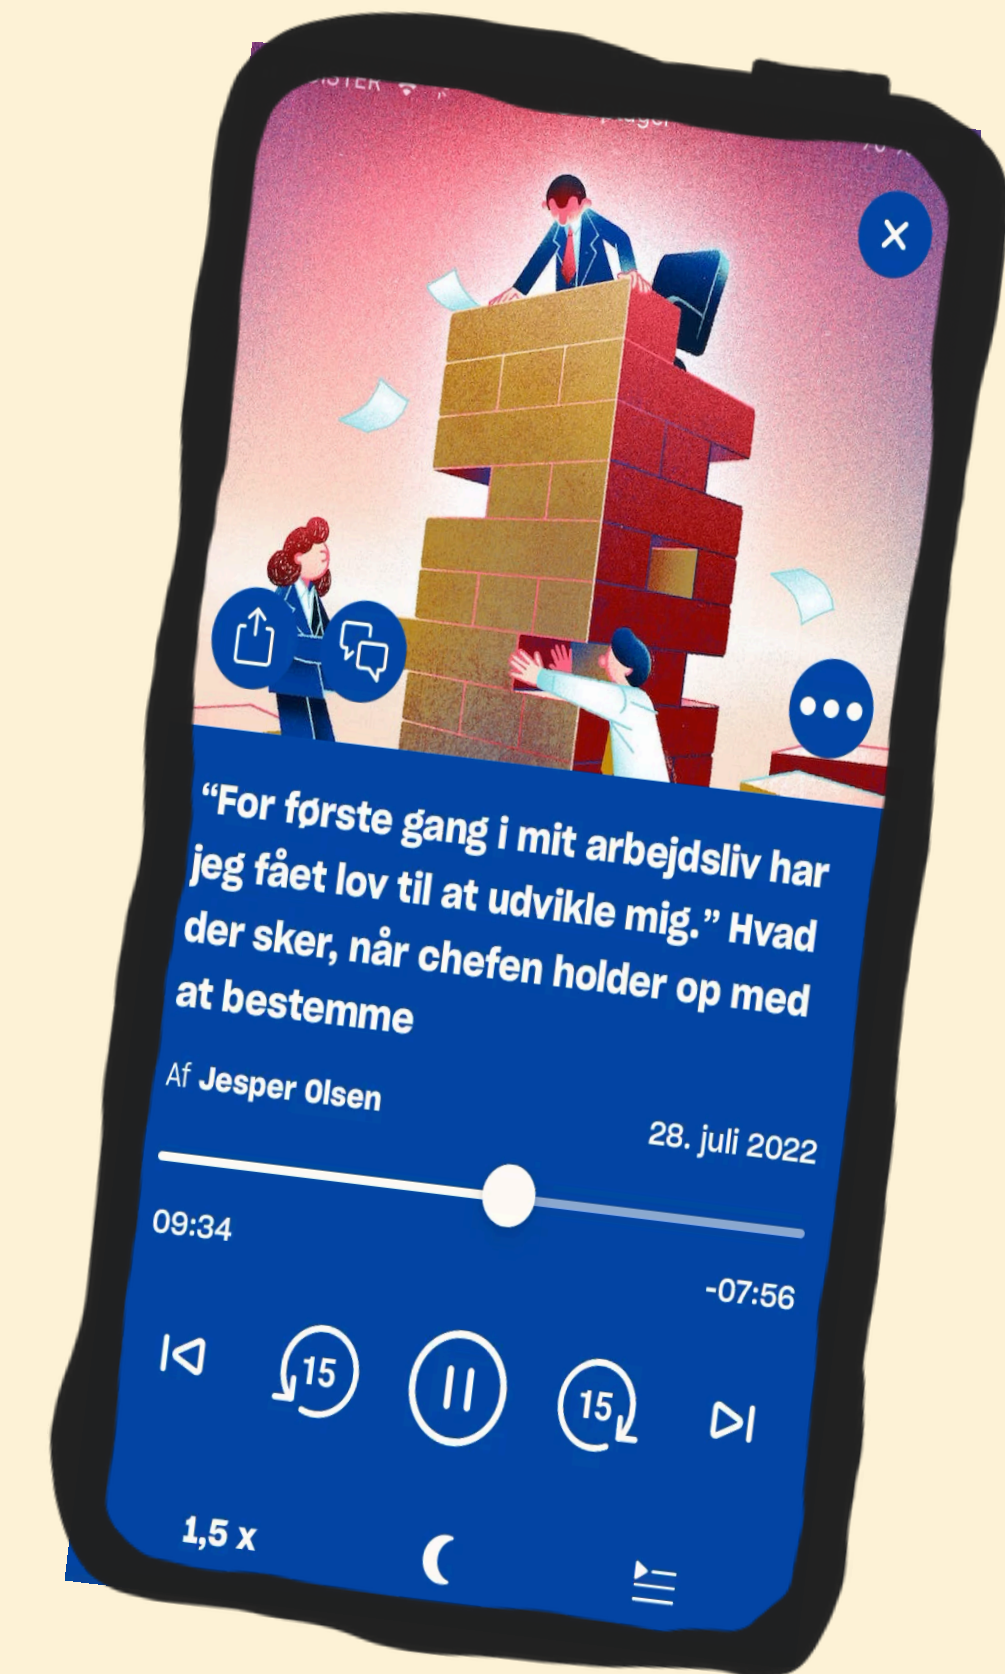 “For første gang i mit arbejdsliv har
jeg fået lov til at udvikle mig.” Hvad
der sker, når chefen holder op med
at bestemme
Af Jesper Olsen
28. juli 2022
09:34
-07:56
15
15
1,5 x